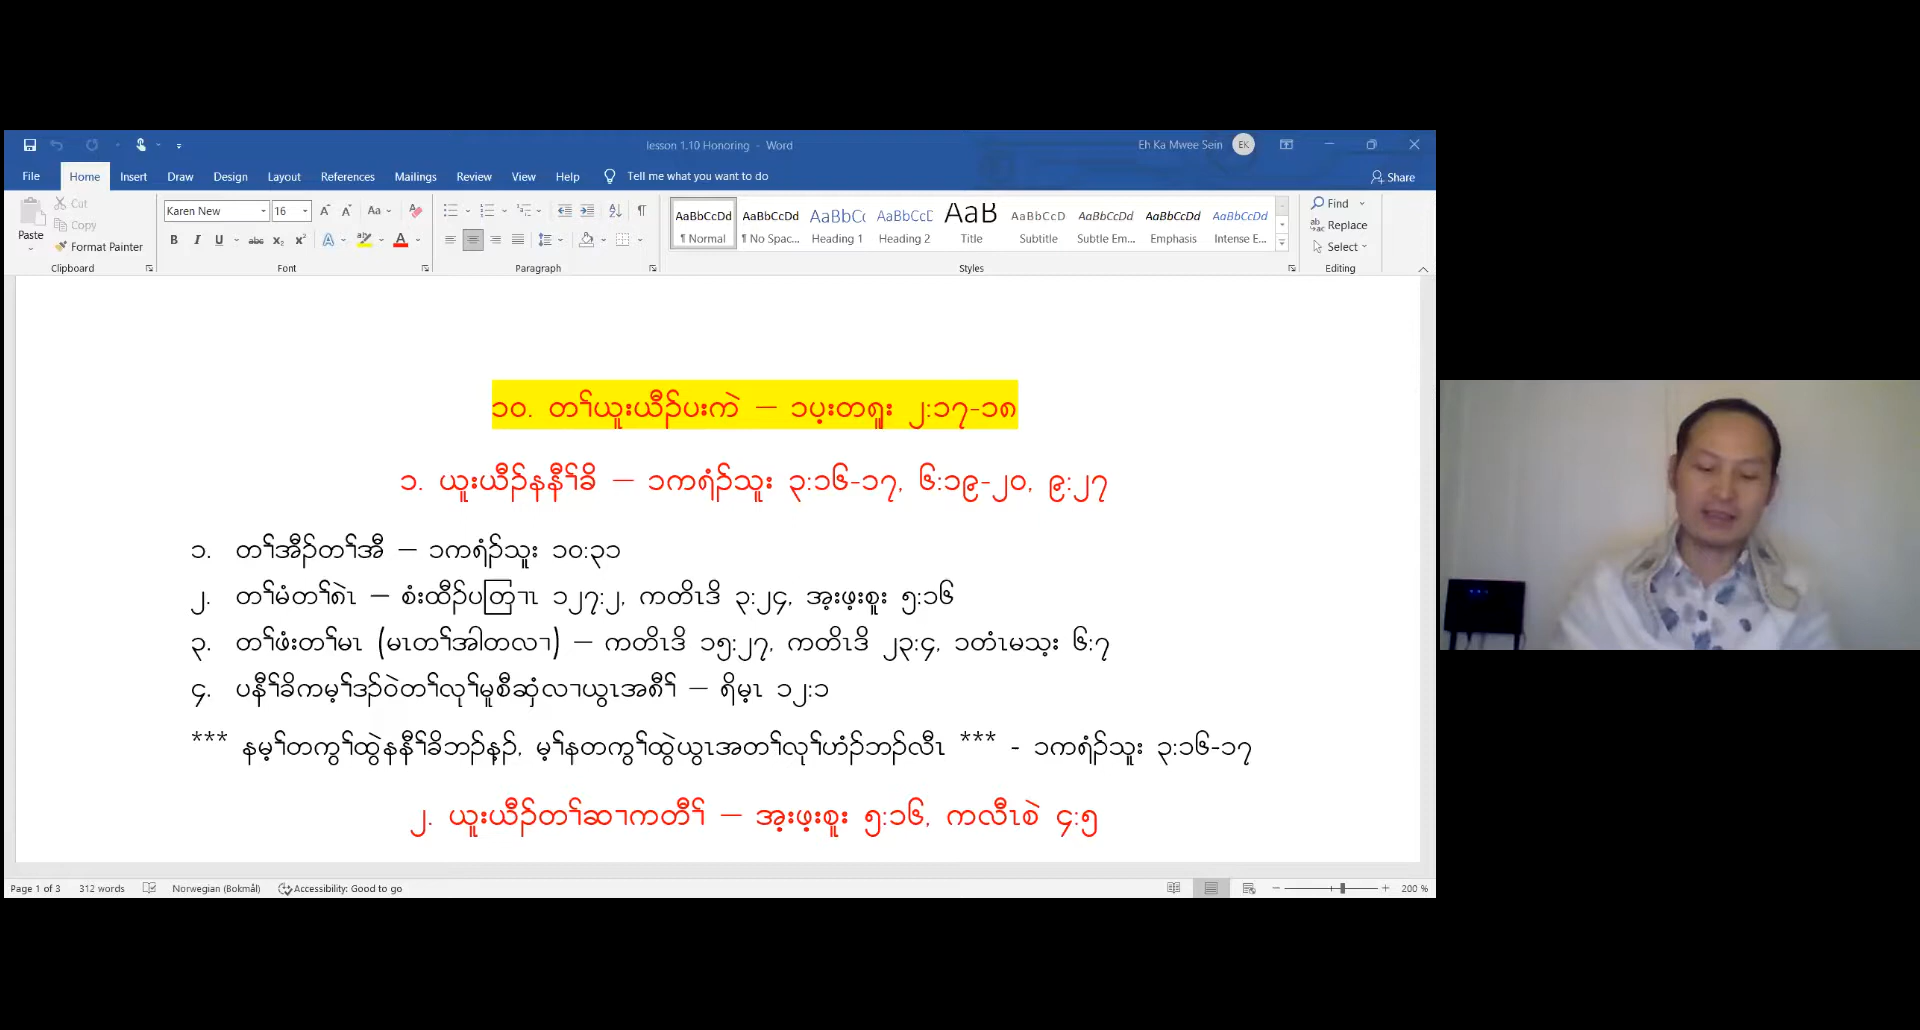 lesson 1.10 Honoring - Word
Eh Ka Mwee Sein EK
File Home Insert Draw Design Layout References Mailings Review View Help Tell me what you want to do Share
Paste Cut Copy Format Painter
Clipboard
Karen New 16
Font
Paragraph
AaBbCcDd AaBbCcDd AaBbCc AaBbCcC AaB AaBbCcD AaBbCcDd AaBbCcDd AaBbCcDd
¶ Normal ¶ No Spac... Heading 1 Heading 2 Title Subtitle Subtle Em... Emphasis Intense E...
Styles
Find
Replace
Select
Editing
၁၀. တၢ်ယူးယီၣ်ပးကဲ – ၁ပ့းတရူး ၂:၁၇-၁၈
၁. ယူးယီၣ်နနီၢ်ခိ – ၁ကရံၣ်သူး ၃:၁၆-၁၇, ၆:၁၉-၂၀, ၉:၂၇
၁. တၢ်အီၣ်တၢ်အီ – ၁ကရံၣ်သူး ၁၀:၃၁
၂. တၢ်မံတၢ်စဲၤ – စံးထီၣ်ပတြၢၤ ၁၂၇:၂, ကတိၤဒိ ၃:၂၄, အ့းဖ့းစူး ၅:၁၆
၃. တၢ်ဖံးတၢ်မၤ (မၤတၢ်အါတလၢ) – ကတိၤဒိ ၁၅:၂၇, ကတိၤဒိ ၂၃:၄, ၁တံၤမသ့း ၆:၇
၄. ပနီၢ်ခိကမ့ၢ်ဒၣ်ဝဲတၢ်လုၢ်မူစီဆှံလၢယွၤအစီၢ် – ရိမ့ၤ ၁၂:၁
*** နမ့ၢ်တကွၢ်ထွဲနနီၢ်ခိဘၣ်န့ၣ်, မ့ၢ်နတကွၢ်ထွဲယွၤအတၢ်လုၢ်ဟံၣ်ဘၣ်လီၤ *** - ၁ကရံၣ်သူး ၃:၁၆-၁၇
၂. ယူးယီၣ်တၢ်ဆၢကတီၢ် – အ့းဖ့းစူး ၅:၁၆, ကလီၤစဲ ၄:၅
Page 1 of 3 312 words Norwegian (Bokmål) Accessibility: Good to go 200 %